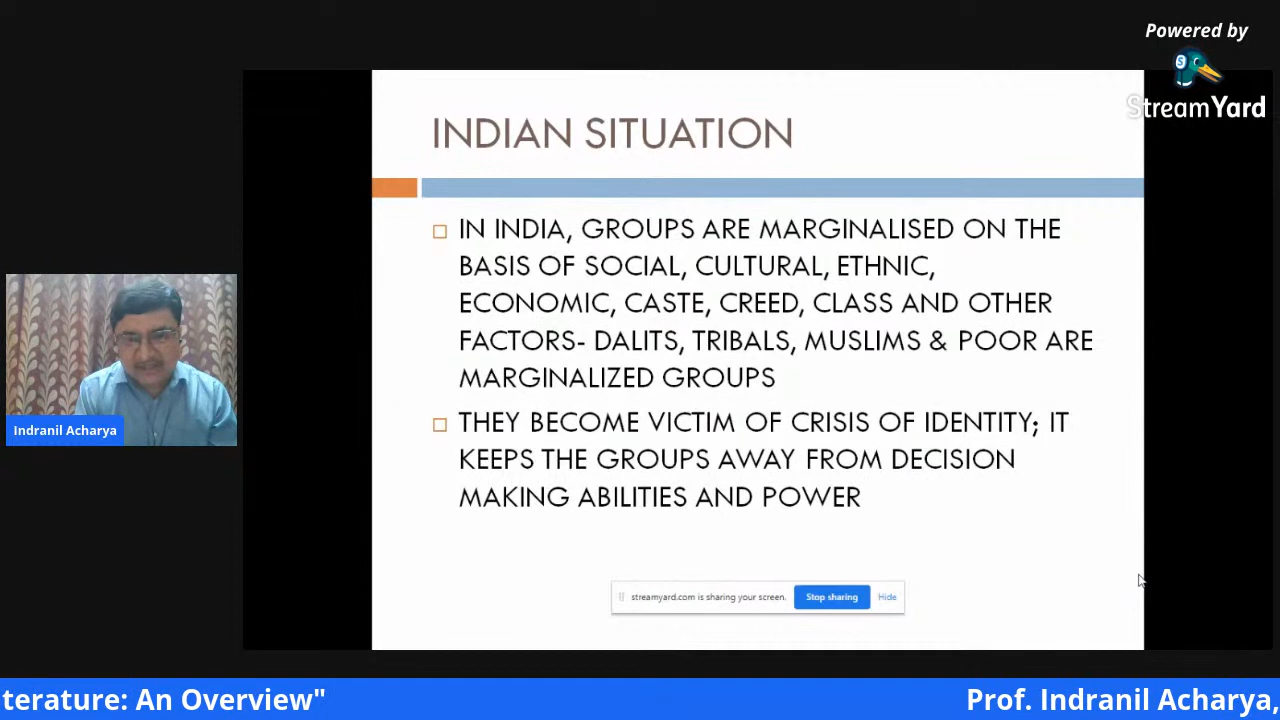 Powered by
StreamYard
INDIAN SITUATION
IN INDIA, GROUPS ARE MARGINALISED ON THE
BASIS OF SOCIAL, CULTURAL, ETHNIC,
ECONOMIC, CASTE, CREED, CLASS AND OTHER
FACTORS- DALITS, TRIBALS, MUSLIMS & POOR ARE
MARGINALIZED GROUPS
THEY BECOME VICTIM OF CRISIS OF IDENTITY; IT
KEEPS THE GROUPS AWAY FROM DECISION
MAKING ABILITIES AND POWER
Indranil Acharya
streamyard.com is sharing your screen. Stop sharing Hide
terature: An Overview" Prof. Indranil Acharya,